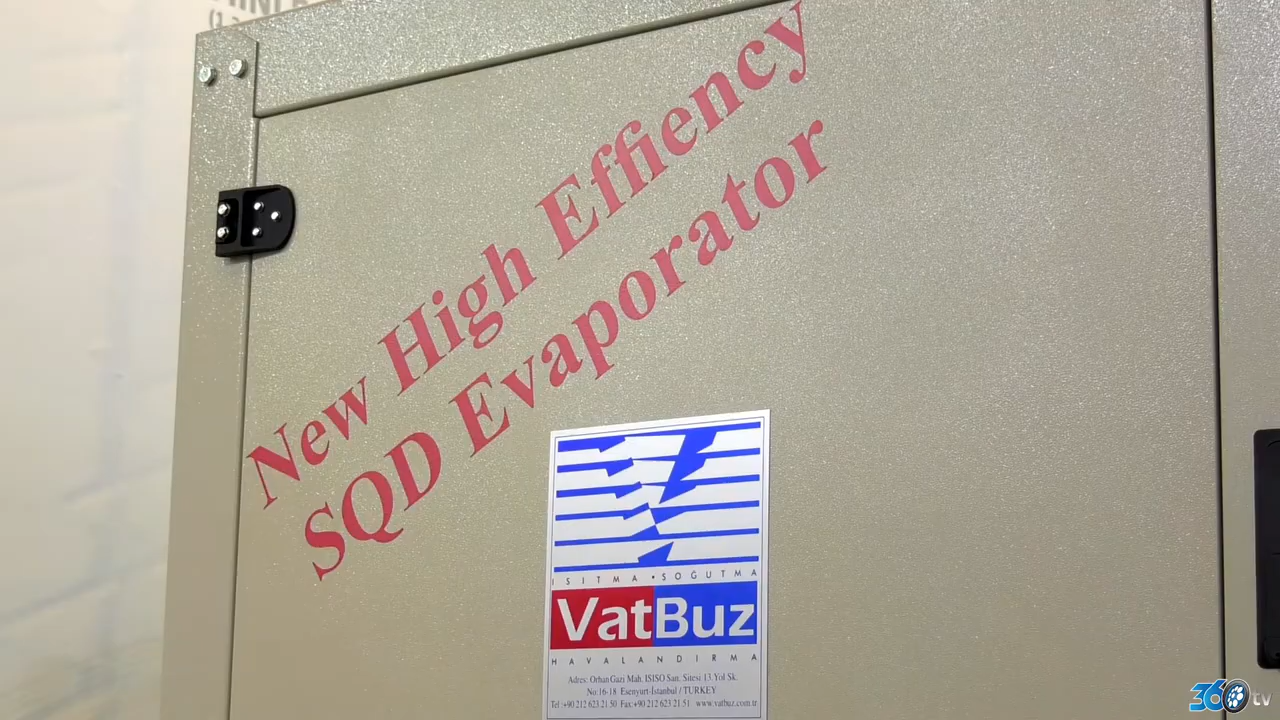 New High Effiency
SQD Evaporator
ISITMA • SOĞUTMA
VatBuz
HAVALANDIRMA
Adres: Orhan Gazi Mah. ISISO San. Sitesi 13.Yol Sk.
No:16-18 Esenyurt-İstanbul / TURKEY
Tel :+90 212 623 21 50 Fax:+90 212 623 21 51 www.vatbuz.com.tr
360 tv